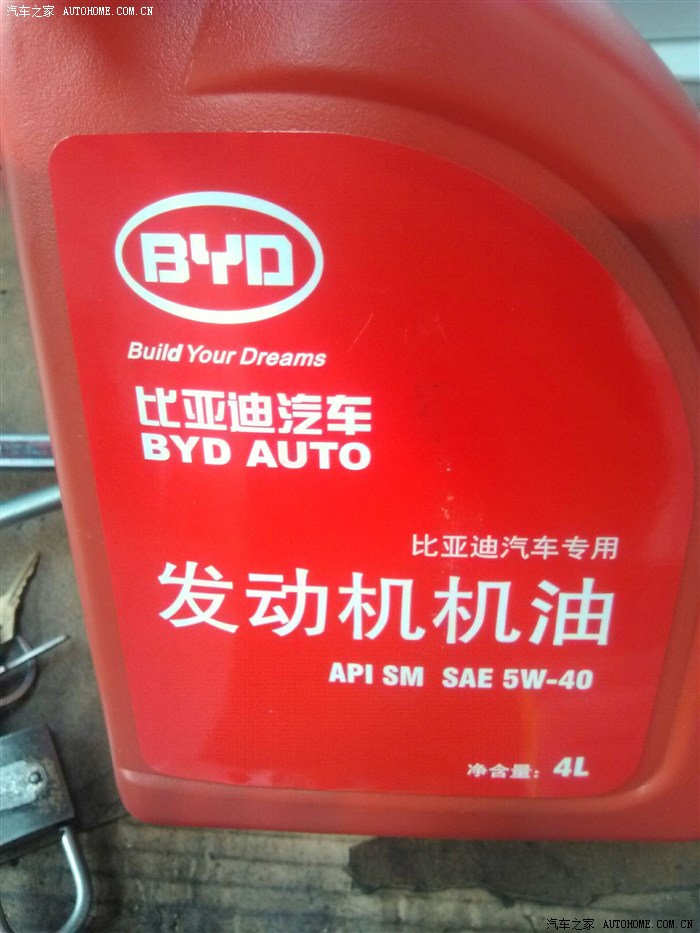 汽车之家 AUTOHOME.COM.CN
BYD
Build Your Dreams
比亚迪汽车
BYD AUTO
比亚迪汽车专用
发动机机油
API SM SAE 5W-40
净含量: 4L
汽车之家 AUTOHOME.COM.CN